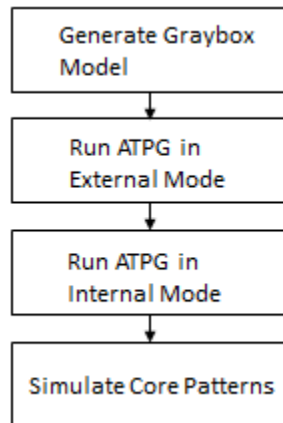 Generate Graybox
Model
Run ATPG in
External Mode
Run ATPG in
Internal Mode
Simulate Core Patterns